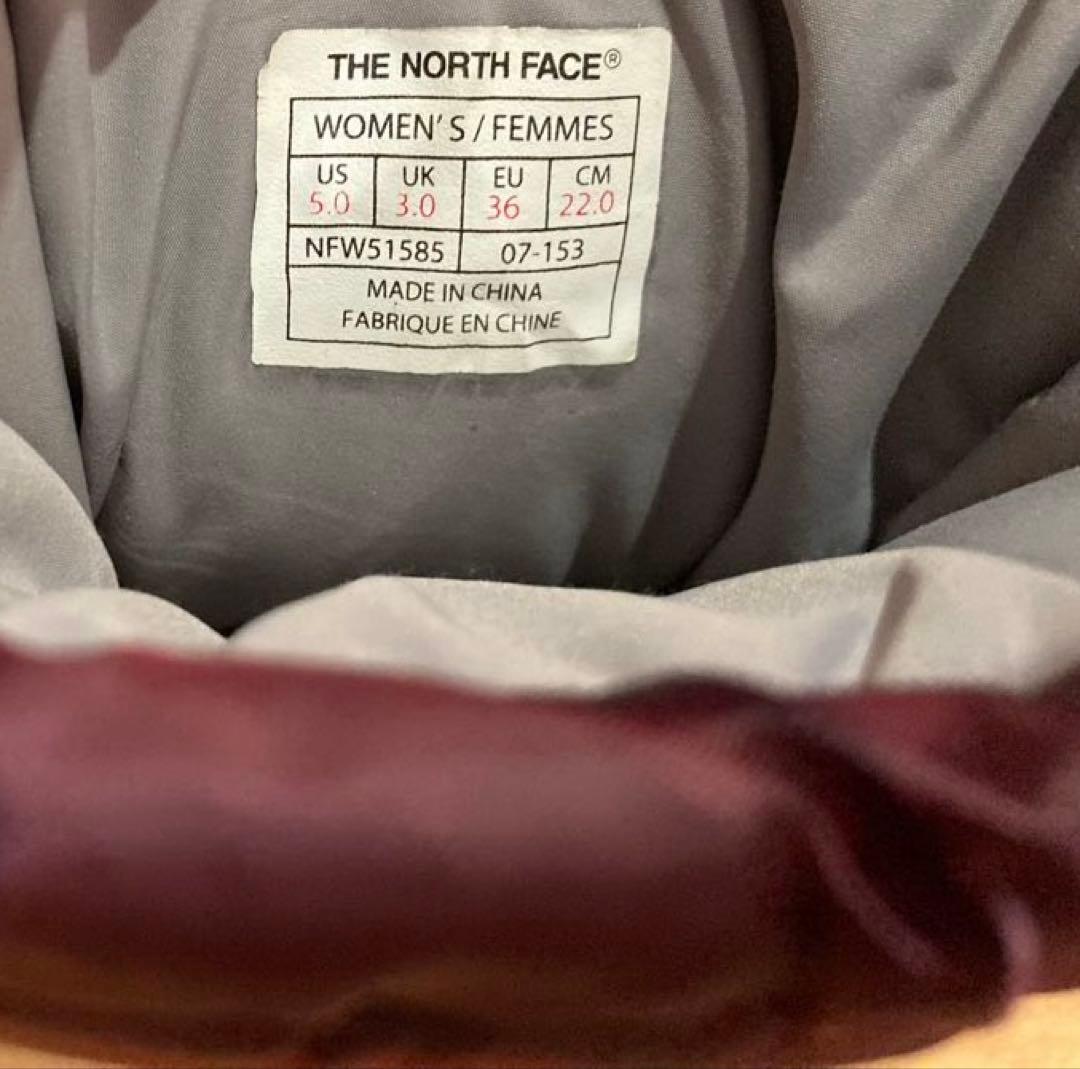 THE NORTH FACE®
WOMEN'S / FEMMES
US UK EU CM
5.0 3.0 36 22.0
NFW51585 07-153
MADE IN CHINA
FABRIQUE EN CHINE